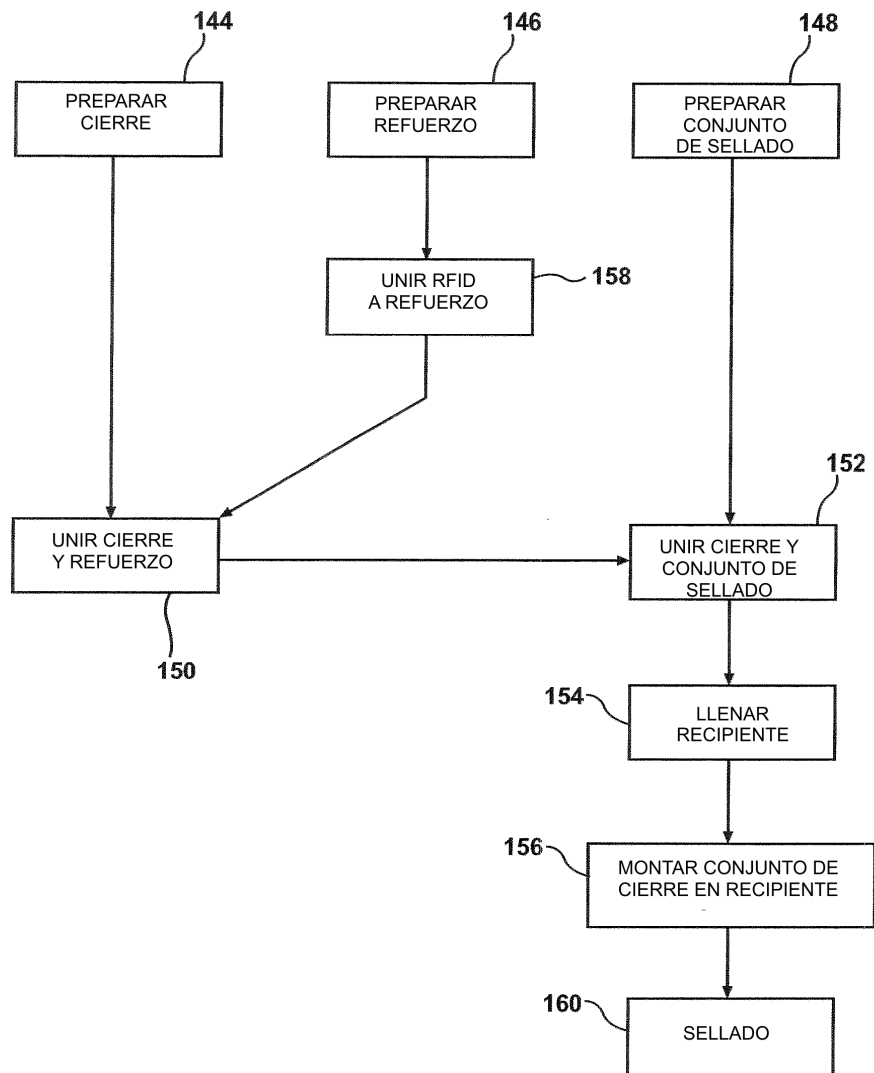 144
146
148
PREPARAR
CIERRE
PREPARAR
REFUERZO
PREPARAR
CONJUNTO
DE SELLADO
UNIR RFID
A REFUERZO
158
152
UNIR CIERRE
Y REFUERZO
UNIR CIERRE Y
CONJUNTO DE
SELLADO
150
154
LLENAR
RECIPIENTE
156
MONTAR CONJUNTO DE
CIERRE EN RECIPIENTE
160
SELLADO